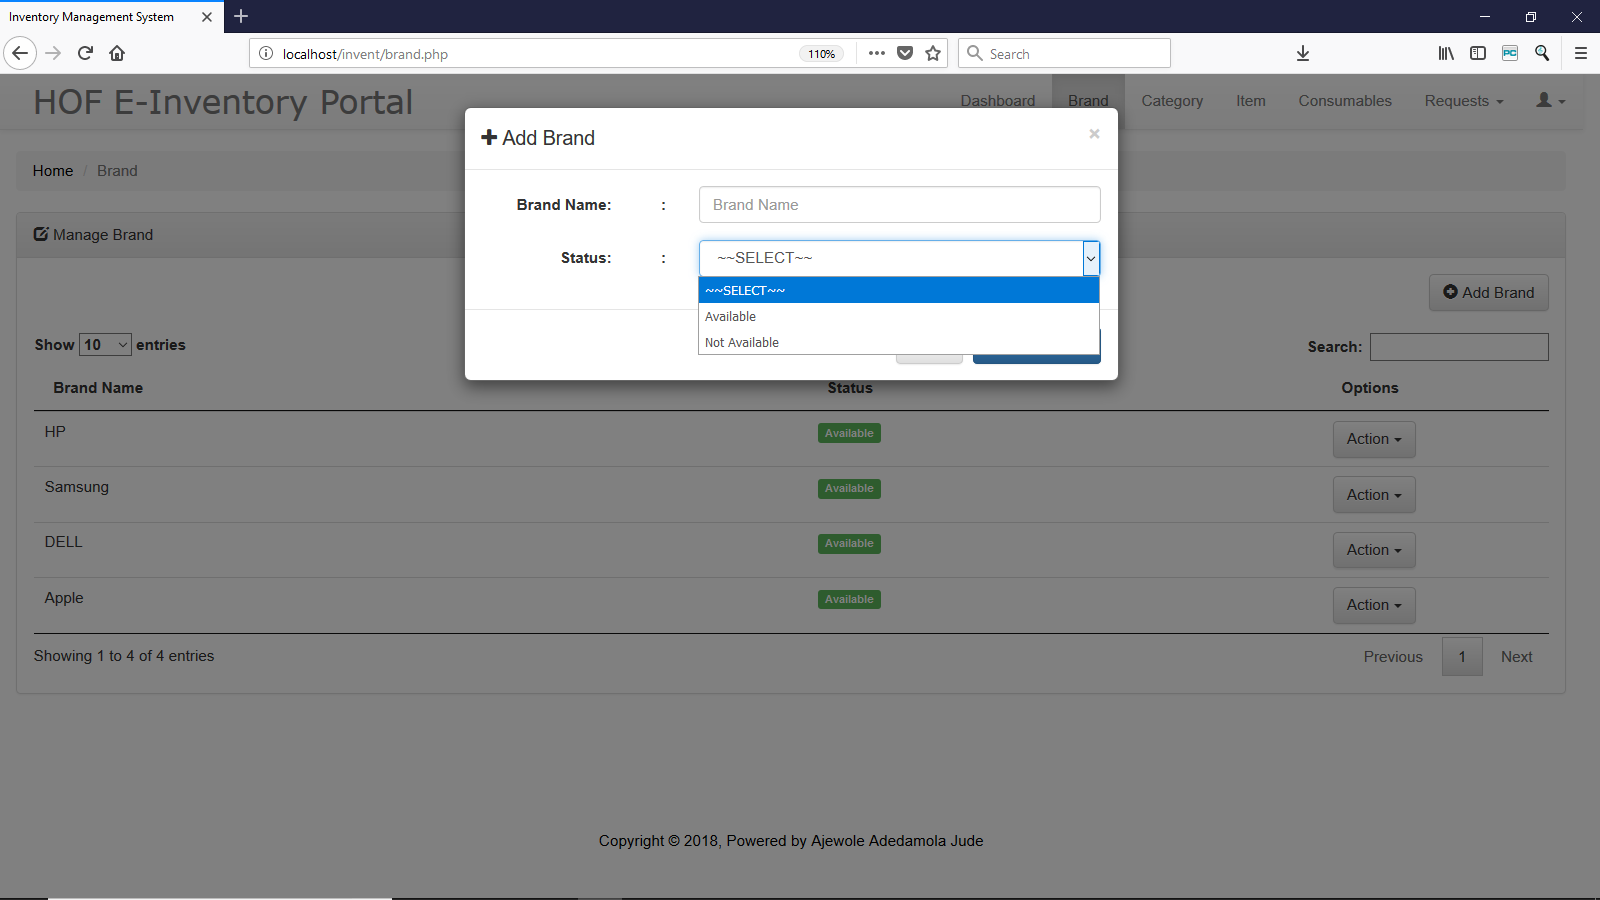 Inventory Management System
localhost/invent/brand.php
110%
Search
HOF E-Inventory Portal
Dashboard
Brand
Category
Item
Consumables
Requests
Home / Brand
Manage Brand
Add Brand
Brand Name: :
Brand Name
Status: :
~~SELECT~~
~~SELECT~~
Available
Not Available
Add Brand
Show 10 entries
Search:
Brand Name Status Options
HP Available Action
Samsung Available Action
DELL Available Action
Apple Available Action
Showing 1 to 4 of 4 entries
Previous 1 Next
Copyright © 2018, Powered by Ajewole Adedamola Jude